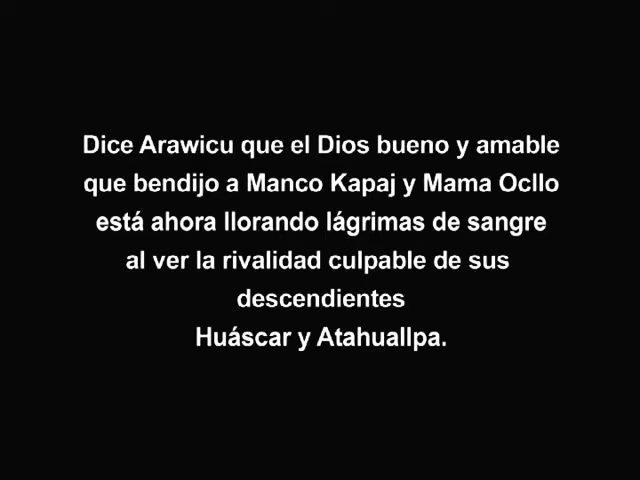 Dice Arawicu que el Dios bueno y amable
que bendijo a Manco Kapaj y Mama Ocllo
está ahora llorando lágrimas de sangre
al ver la rivalidad culpable de sus
descendientes
Huáscar y Atahuallpa.